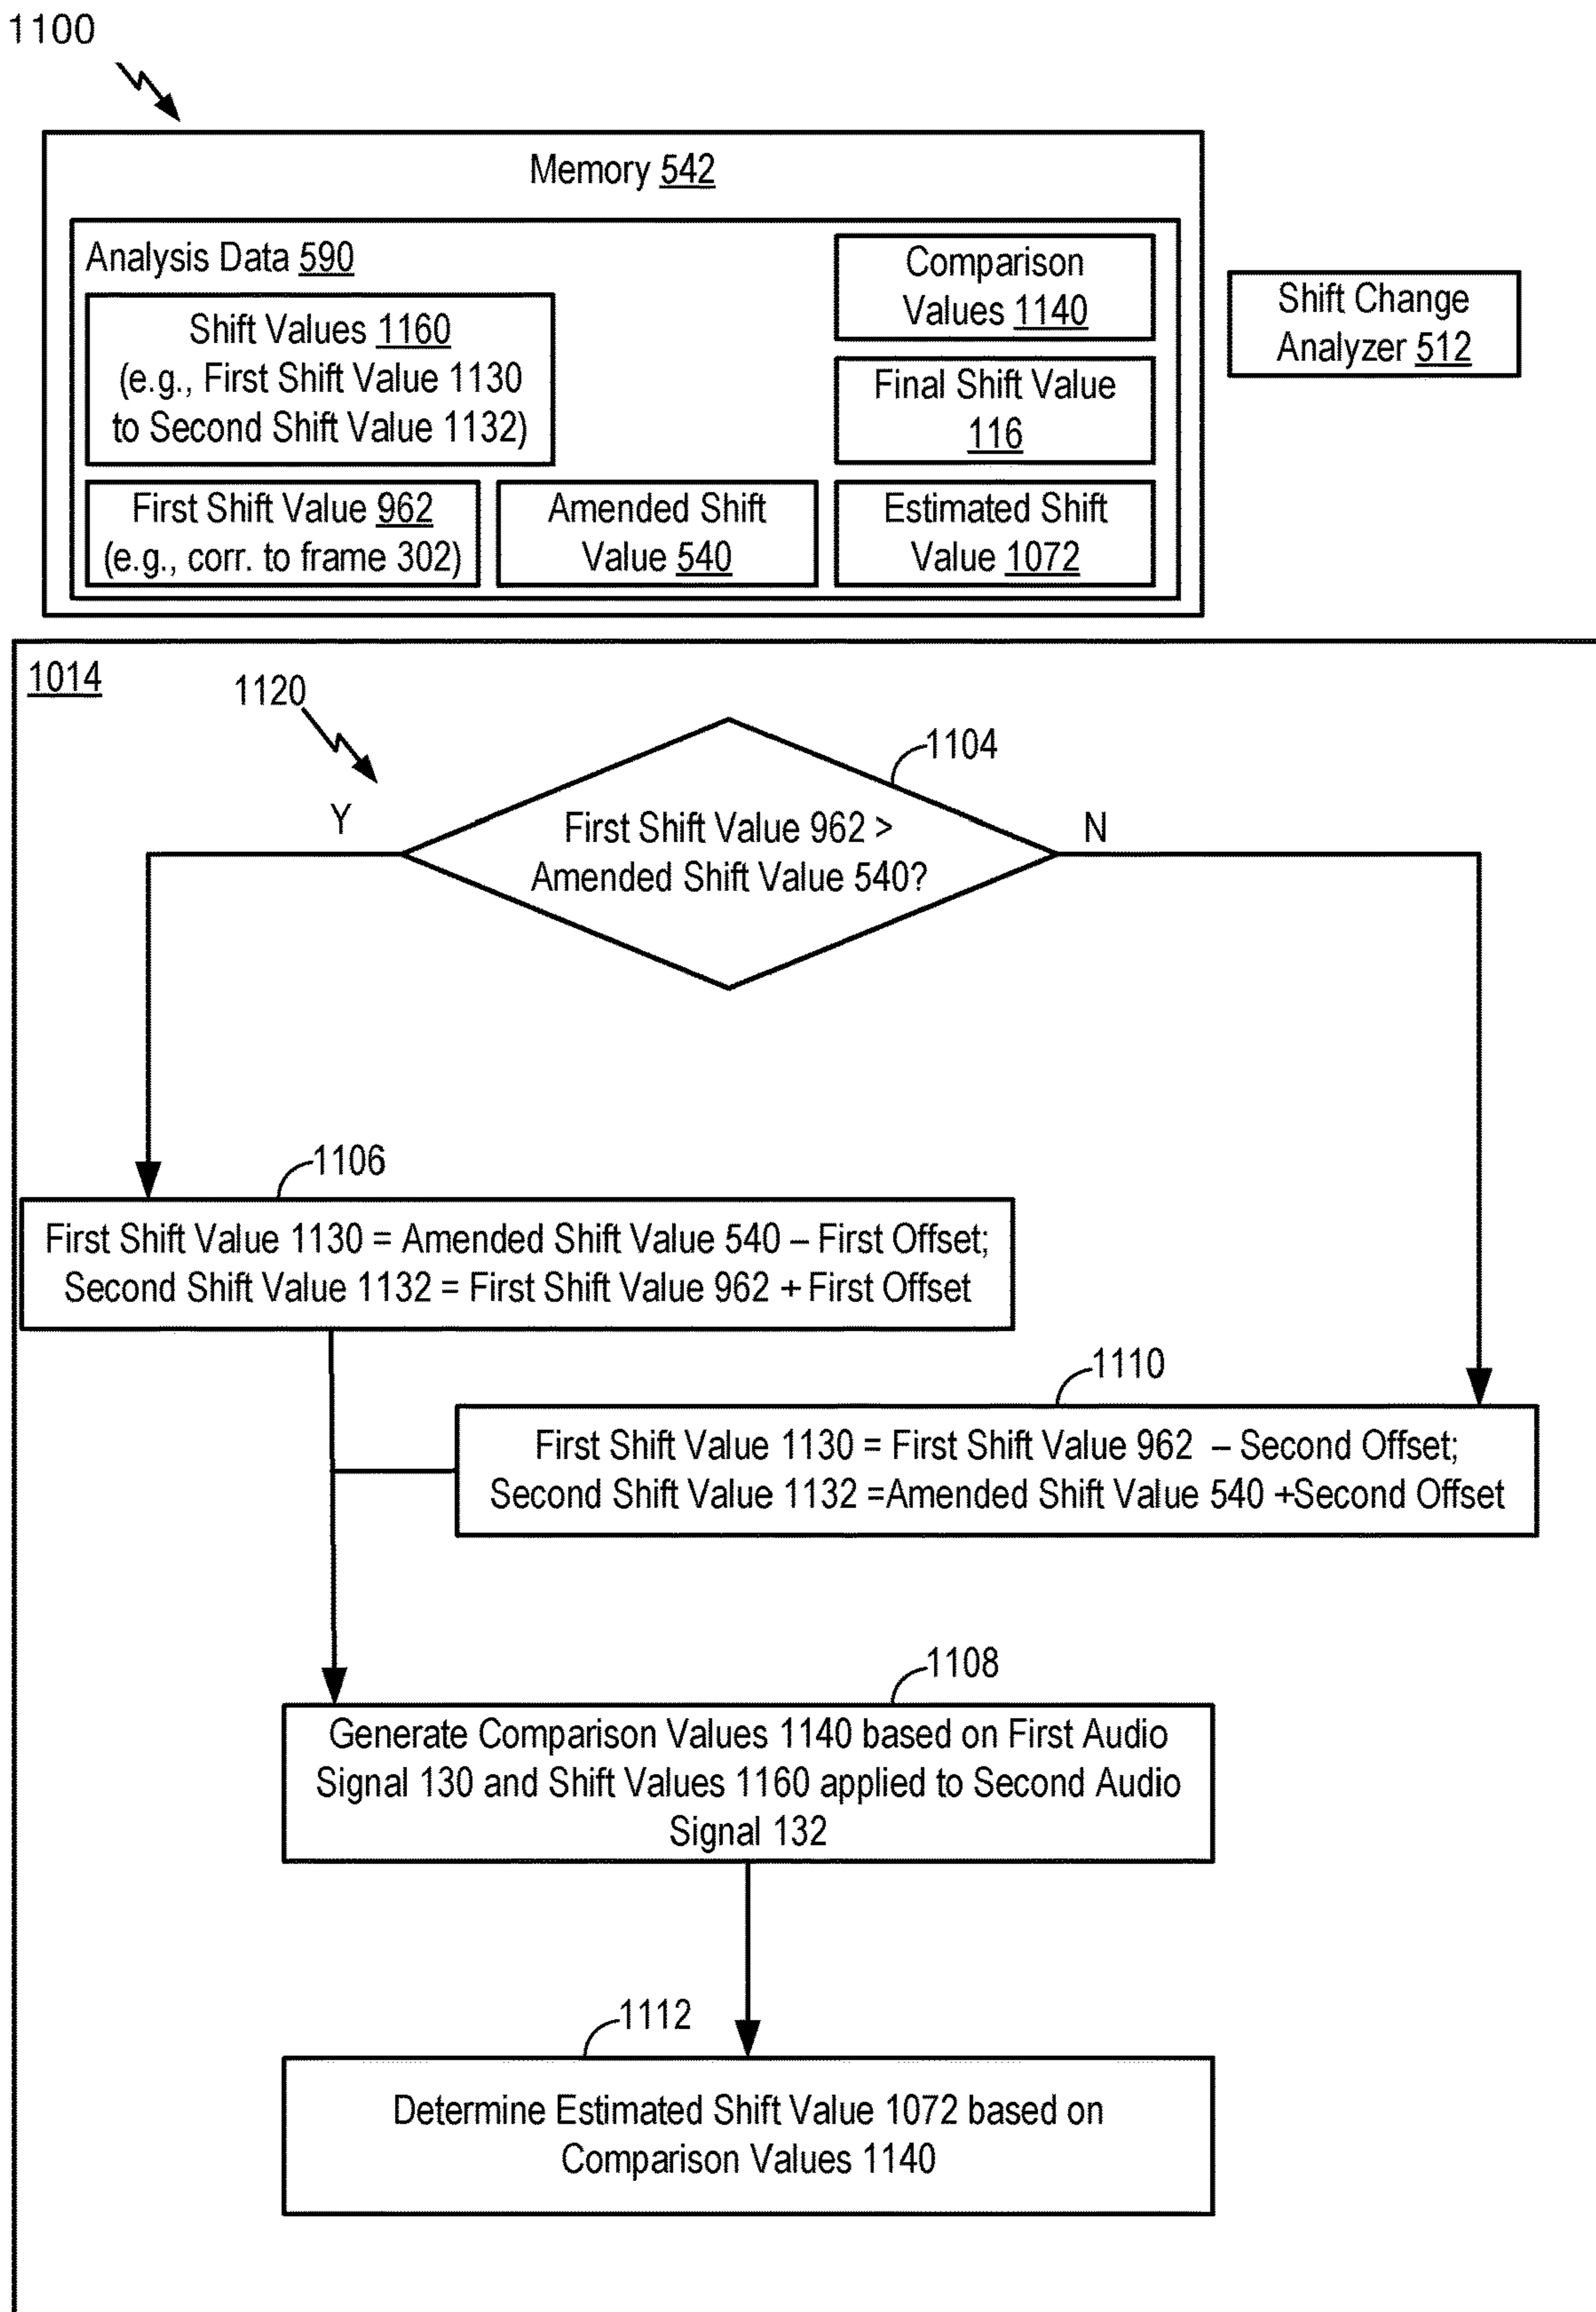 1100
Memory 542
Analysis Data 590
Shift Values 1160
(e.g., First Shift Value 1130
to Second Shift Value 1132)
Comparison
Values 1140
Final Shift Value
116
First Shift Value 962
(e.g., corr. to frame 302)
Amended Shift
Value 540
Estimated Shift
Value 1072
Shift Change
Analyzer 512
1014
1120
1104
Y
First Shift Value 962 >
Amended Shift Value 540?
N
1106
First Shift Value 1130 = Amended Shift Value 540 – First Offset;
Second Shift Value 1132 = First Shift Value 962 + First Offset
1110
First Shift Value 1130 = First Shift Value 962 – Second Offset;
Second Shift Value 1132 =Amended Shift Value 540 +Second Offset
1108
Generate Comparison Values 1140 based on First Audio
Signal 130 and Shift Values 1160 applied to Second Audio
Signal 132
1112
Determine Estimated Shift Value 1072 based on
Comparison Values 1140